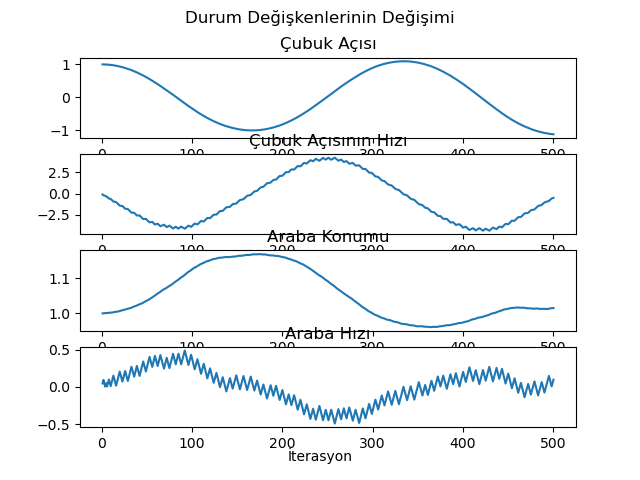 Durum Değişkenlerinin Değişimi
Çubuk Açısı
1
0
−1
0 100 200 300 400 500
Çubuk Açısının Hızı
2.5
0.0
−2.5
0 100 200 300 400 500
Araba Konumu
1.1
1.0
0 100 200 300 400 500
Araba Hızı
0.5
0.0
−0.5
0 100 200 300 400 500
Iterasyon